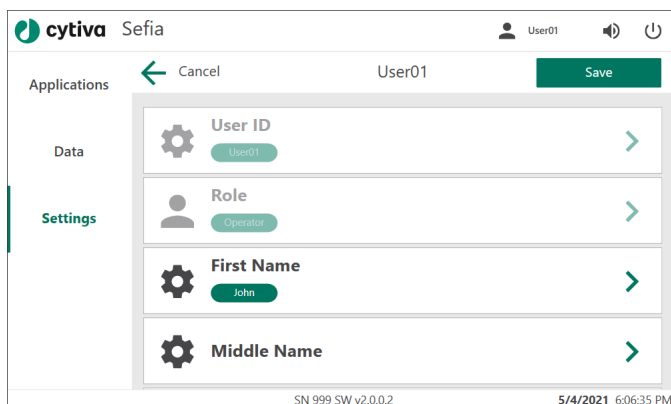 cytiva Sefia
User01
Applications
Data
Settings
Cancel
User01
Save
User ID
User01
Role
Operator
First Name
John
Middle Name
SN 999 SW v2.0.0.2
5/4/2021 6:06:35 PM